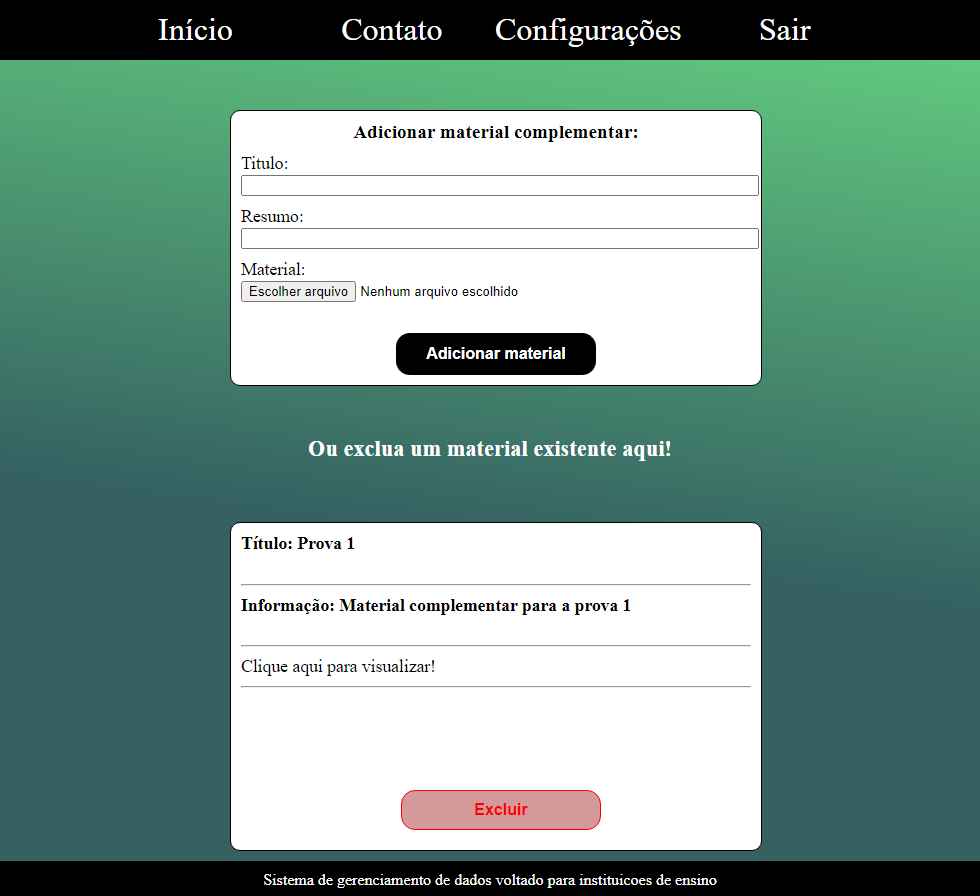 Início Contato Configurações Sair
Adicionar material complementar:
Titulo:
Resumo:
Material:
Escolher arquivo Nenhum arquivo escolhido
Adicionar material
Ou exclua um material existente aqui!
Título: Prova 1
Informação: Material complementar para a prova 1
Clique aqui para visualizar!
Excluir
Sistema de gerenciamento de dados voltado para instituicoes de ensino